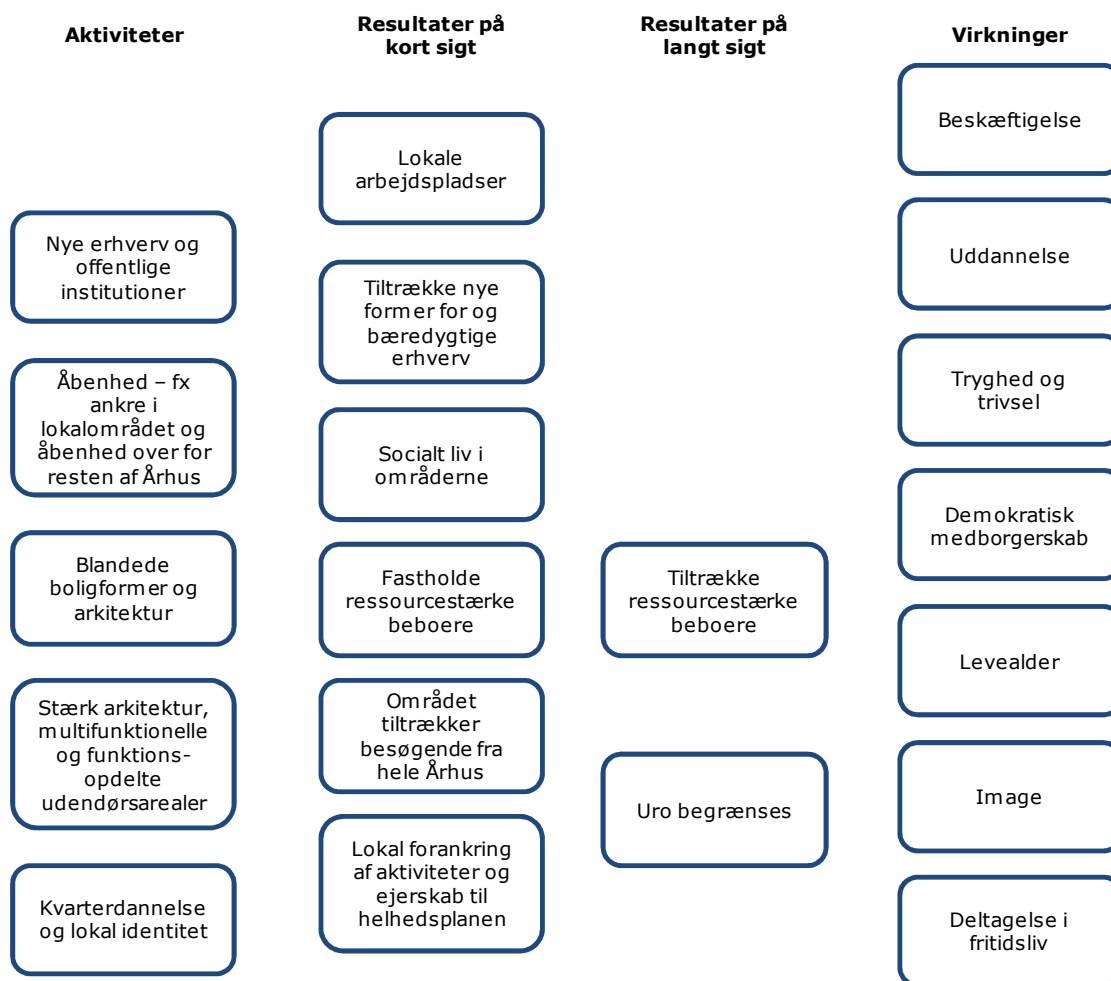 Aktiviteter
Resultater på
kort sigt
Resultater på
langt sigt
Virkninger
Nye erhverv og
offentlige
institutioner
Åbenhed – fx
ankre i
lokalområdet og
åbenhed over for
resten af Århus
Blandede
boligformer og
arkitektur
Stærk arkitektur,
multifunktionelle
og funktions-
opdelte
udendørsarealer
Kvarterdannelse
og lokal identitet
Lokale
arbejdspladser
Tiltrække nye
former for og
bæredygtige
erhverv
Socialt liv i
områderne
Fastholde
ressourcestærke
beboere
Området
tiltrækker
besøgende fra
hele Århus
Lokal forankring
af aktiviteter og
ejerskab til
helhedsplanen
Tiltrække
ressourcestærke
beboere
Uro begrænses
Beskæftigelse
Uddannelse
Tryghed og
trivsel
Demokratisk
medborgerskab
Levealder
Image
Deltagelse i
fritidsliv